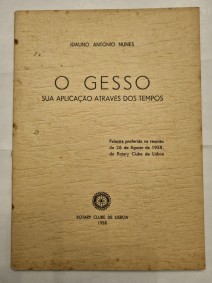 IDALINO ANTÓNIO NUNES
O GESSO
SUA APLICAÇÃO ATRAVÉS DOS TEMPOS
Palestra proferida na reunião
de 26 de Agosto de 1958,
do Rotary Clube de Lisboa
ROTARY CLUBE DE LISBOA
1958